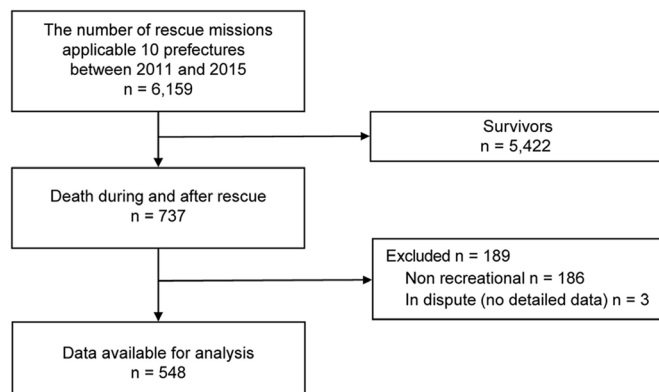 The number of rescue missions
applicable 10 prefectures
between 2011 and 2015
n = 6,159
Survivors
n = 5,422
Death during and after rescue
n = 737
Excluded n = 189
Non recreational n = 186
In dispute (no detailed data) n = 3
Data available for analysis
n = 548